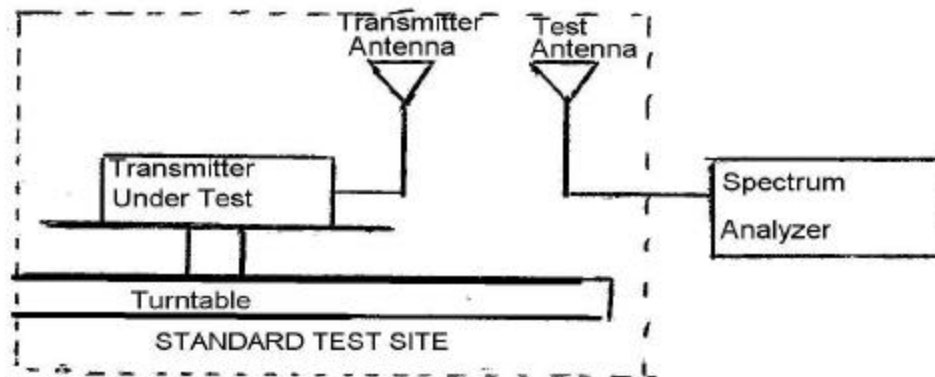 Transmitter
Antenna
Test
Antenna
Transmitter
Under Test
Spectrum
Analyzer
Turntable
STANDARD TEST SITE